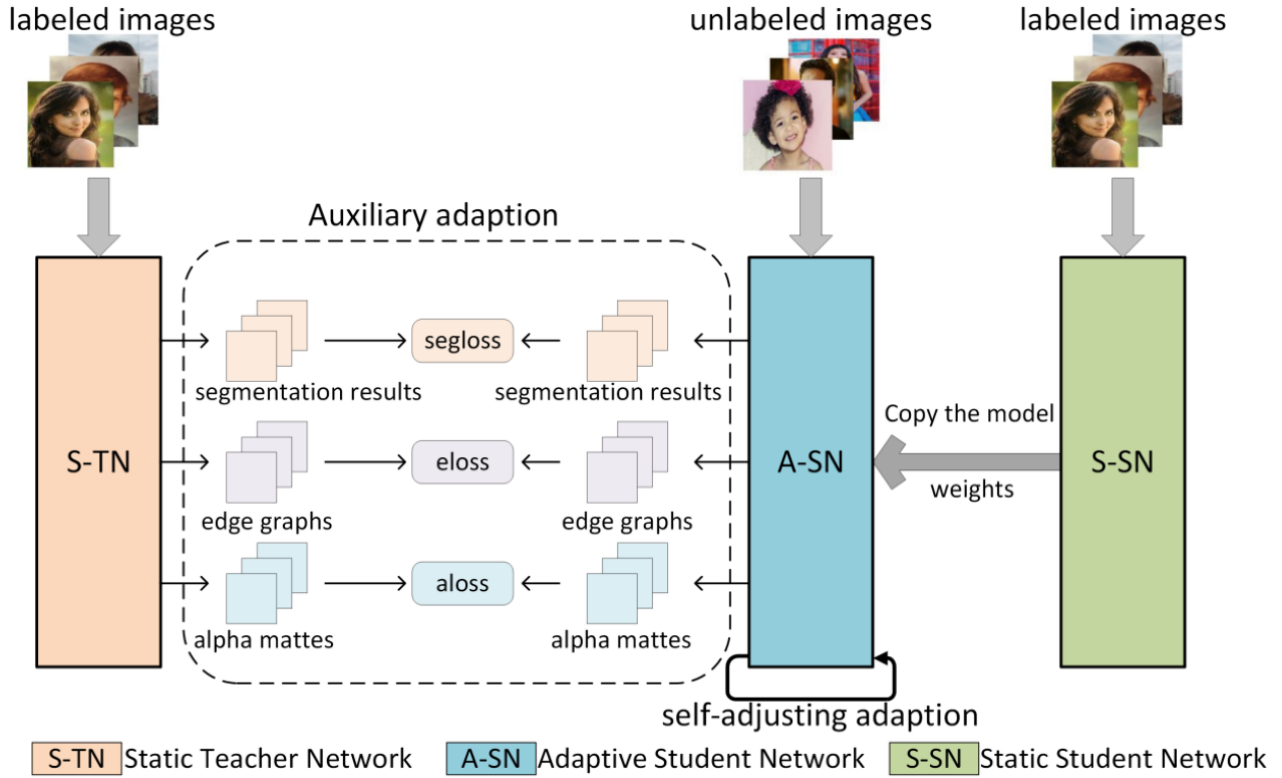 labeled images
unlabeled images
labeled images
Auxiliary adaption
segloss
segmentation results
segmentation results
Copy the model
S-TN
eloss
A-SN
S-SN
weights
edge graphs
edge graphs
aloss
alpha mattes
alpha mattes
self-adjusting adaption
S-TN Static Teacher Network
A-SN Adaptive Student Network
S-SN Static Student Network